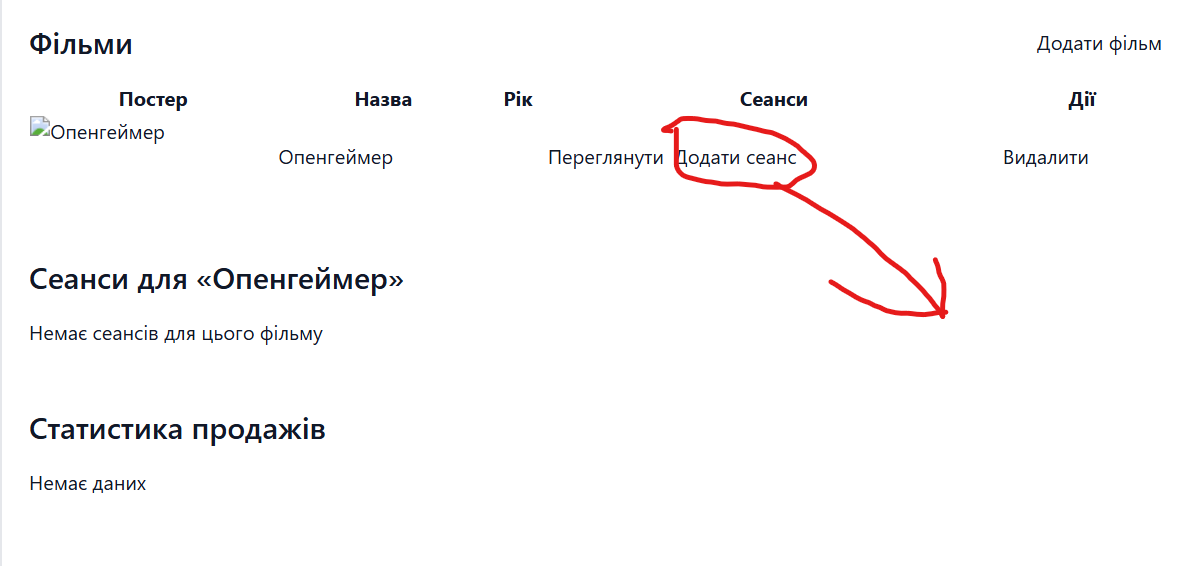 Фільми Додати фільм
Постер Назва Рік Сеанси Дії
Опенгеймер
Опенгеймер Переглянути Додати сеанс Видалити
Сеанси для «Опенгеймер»
Немає сеансів для цього фільму
Статистика продажів
Немає даних